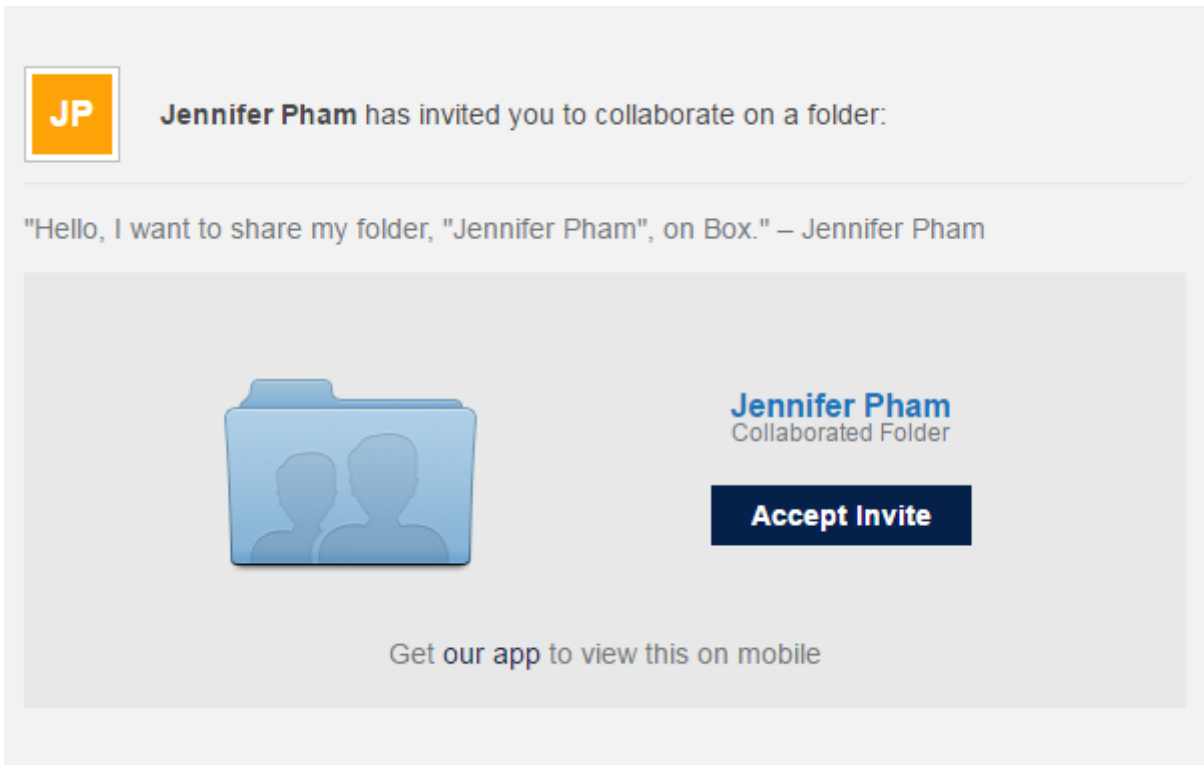 JP
Jennifer Pham has invited you to collaborate on a folder:
"Hello, I want to share my folder, "Jennifer Pham", on Box." – Jennifer Pham
Jennifer Pham
Collaborated Folder
Accept Invite
Get our app to view this on mobile